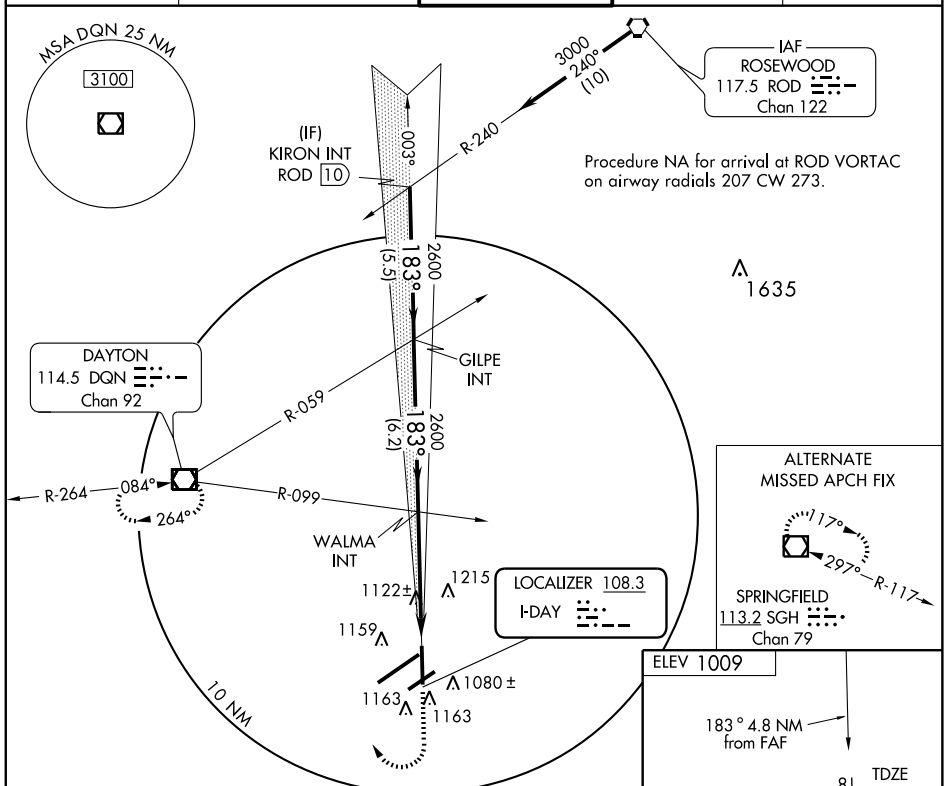 MSA DQN 25 NM
3100
3000
240°
(10)
IAF
ROSEWOOD
117.5 ROD
Chan 122
R-240
003°
(IF)
KIRON INT
ROD 10
Procedure NA for arrival at ROD VORTAC
on airway radials 207 CW 273.
2600
183°
(5.5)
1635
DAYTON
114.5 DQN
Chan 92
GILPE
INT
R-059
2600
183°
(6.2)
R-264
084°
264°
R-099
WALMA
INT
ALTERNATE
MISSED APCH FIX
117°
297°
R-117
SPRINGFIELD
113.2 SGH
Chan 79
1122±
1215
LOCALIZER 108.3
I-DAY
1159
1163
1080±
1163
10 NM
ELEV 1009
183° 4.8 NM
from FAF
TDZE